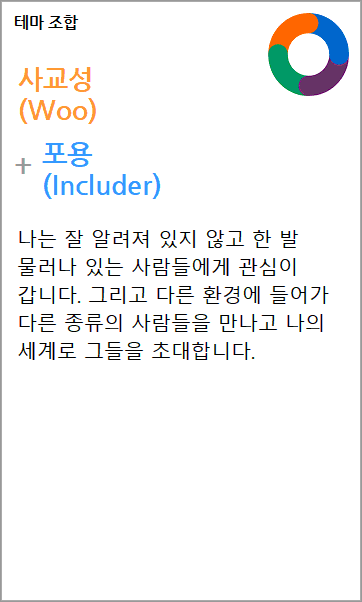 테마 조합
사교성
(Woo)
+ 포용
(Includer)
나는 잘 알려져 있지 않고 한 발
물러나 있는 사람들에게 관심이
갑니다. 그리고 다른 환경에 들어가
다른 종류의 사람들을 만나고 나의
세계로 그들을 초대합니다.